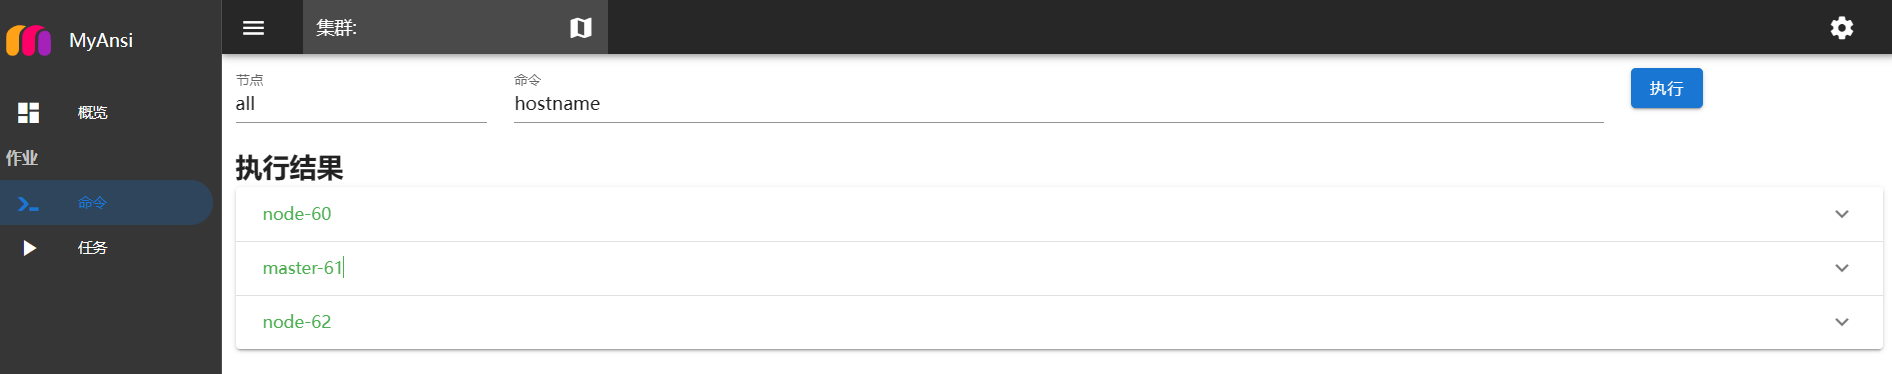 MyAnsi
集群:
概览
作业
命令
任务
节点
all
命令
hostname
执行
执行结果
node-60
master-61
node-62